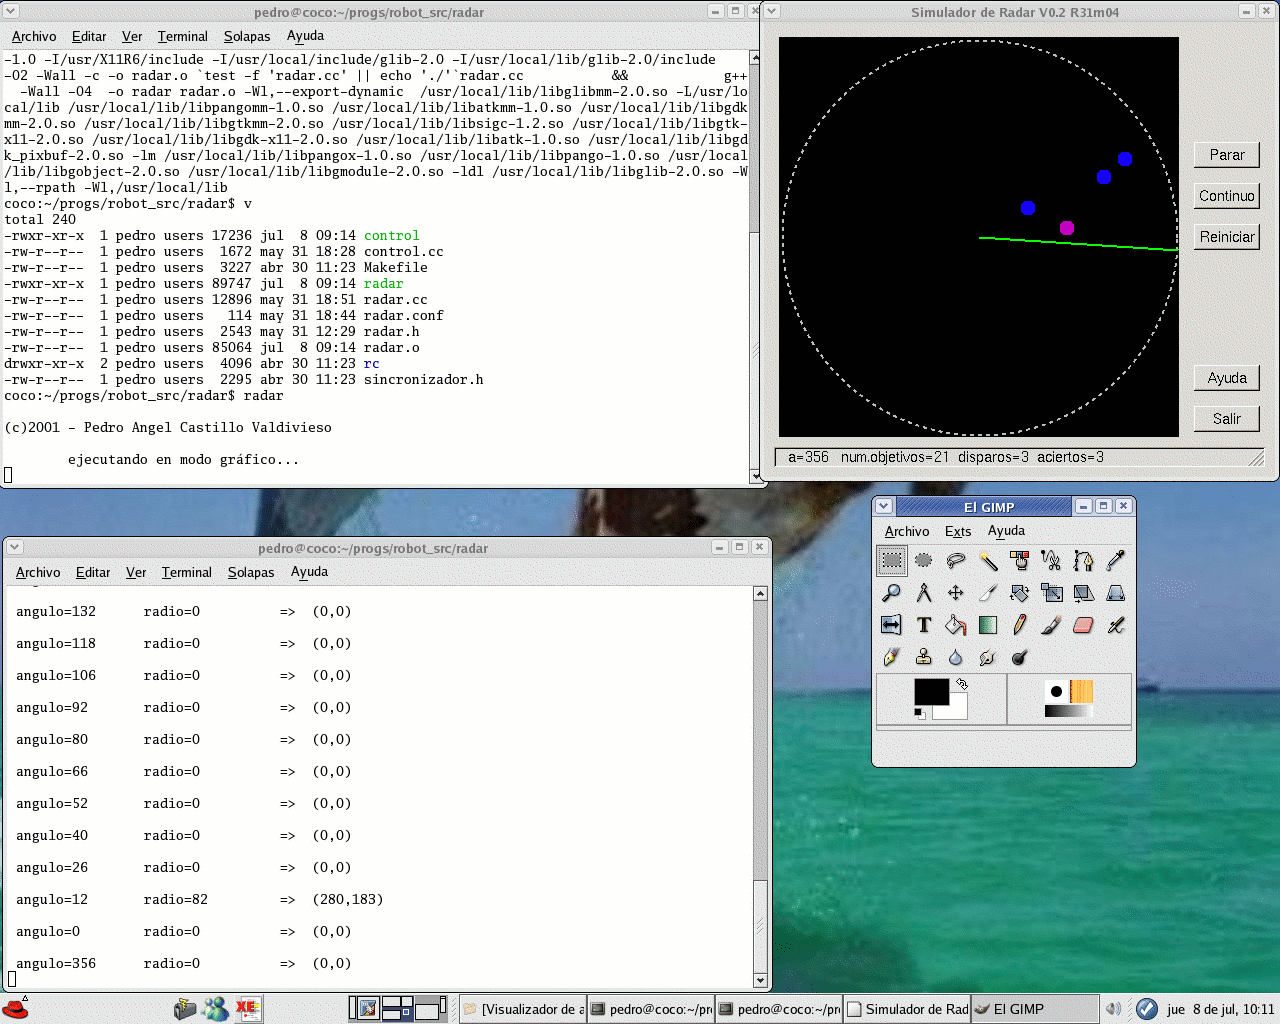 pedro@coco:~/progs/robot_src/radar
Archivo Editar Ver Terminal Solapas Ayuda
-1.0 -I/usr/X11R6/include -I/usr/local/include/glib-2.0 -I/usr/local/lib/glib-2.0/include
-O2 -Wall -c -o radar.o `test -f 'radar.cc' || echo './'`radar.cc && g++
-Wall -O4 -o radar radar.o -Wl,--export-dynamic /usr/local/lib/libglibmm-2.0.so -L/usr/lo
cal/lib /usr/local/lib/libpangomm-1.0.so /usr/local/lib/libatkmm-1.0.so /usr/local/lib/libgdk
mm-2.0.so /usr/local/lib/libgtkmm-2.0.so /usr/local/lib/libsigc-1.2.so /usr/local/lib/libgtk-
x11-2.0.so /usr/local/lib/libgdk-x11-2.0.so /usr/local/lib/libatk-1.0.so /usr/local/lib/libgd
k_pixbuf-2.0.so -lm /usr/local/lib/libpangox-1.0.so /usr/local/lib/libpango-1.0.so /usr/local
/lib/libgobject-2.0.so /usr/local/lib/libgmodule-2.0.so -ldl /usr/local/lib/libglib-2.0.so -W
l,--rpath -Wl,/usr/local/lib
coco:~/progs/robot_src/radar$ v
total 240
-rwxr-xr-x 1 pedro users 17236 jul 8 09:14 control
-rw-r--r-- 1 pedro users 1672 may 31 18:28 control.cc
-rw-r--r-- 1 pedro users 3227 abr 30 11:23 Makefile
-rwxr-xr-x 1 pedro users 89747 jul 8 09:14 radar
-rw-r--r-- 1 pedro users 12896 may 31 18:51 radar.cc
-rw-r--r-- 1 pedro users 114 may 31 18:44 radar.conf
-rw-r--r-- 1 pedro users 2543 may 31 12:29 radar.h
-rw-r--r-- 1 pedro users 85064 jul 8 09:14 radar.o
drwxr-xr-x 2 pedro users 4096 abr 30 11:23 rc
-rw-r--r-- 1 pedro users 2295 abr 30 11:23 sincronizador.h
coco:~/progs/robot_src/radar$ radar
(c)2001 - Pedro Angel Castillo Valdivieso
ejecutando en modo gráfico...
Simulador de Radar V0.2 R31m04
Parar
Continuo
Reiniciar
Ayuda
Salir
a=356 num.objetivos=21 disparos=3 aciertos=3
pedro@coco:~/progs/robot_src/radar
Archivo Editar Ver Terminal Solapas Ayuda
angulo=132 radio=0 => (0,0)
angulo=118 radio=0 => (0,0)
angulo=106 radio=0 => (0,0)
angulo=92 radio=0 => (0,0)
angulo=80 radio=0 => (0,0)
angulo=66 radio=0 => (0,0)
angulo=52 radio=0 => (0,0)
angulo=40 radio=0 => (0,0)
angulo=26 radio=0 => (0,0)
angulo=12 radio=82 => (280,183)
angulo=0 radio=0 => (0,0)
angulo=356 radio=0 => (0,0)
El GIMP
Archivo Exts Ayuda
T
XE
[Visualizador de a pedro@coco:~/pro pedro@coco:~/pro Simulador de Rad El GIMP jue 8 de jul, 10:11